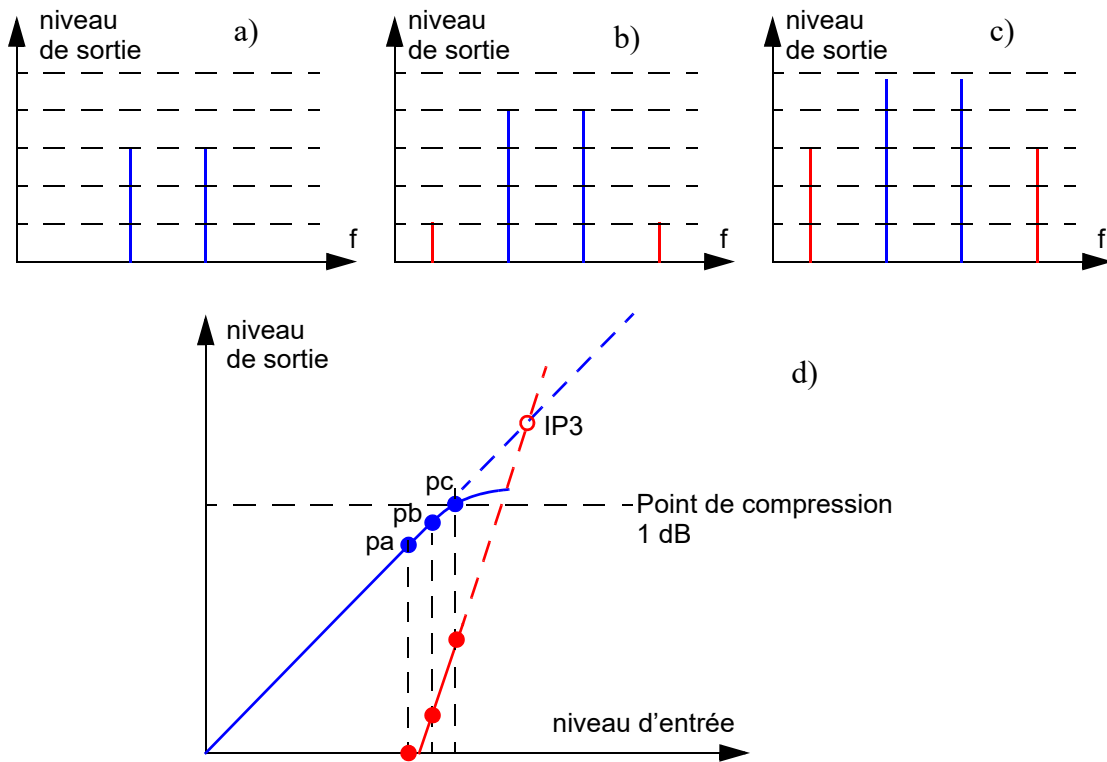 niveau
de sortie
a)
f
niveau
de sortie
b)
f
niveau
de sortie
c)
f
niveau
de sortie
d)
IP3
pc
pb
pa
Point de compression
1 dB
niveau d’entrée